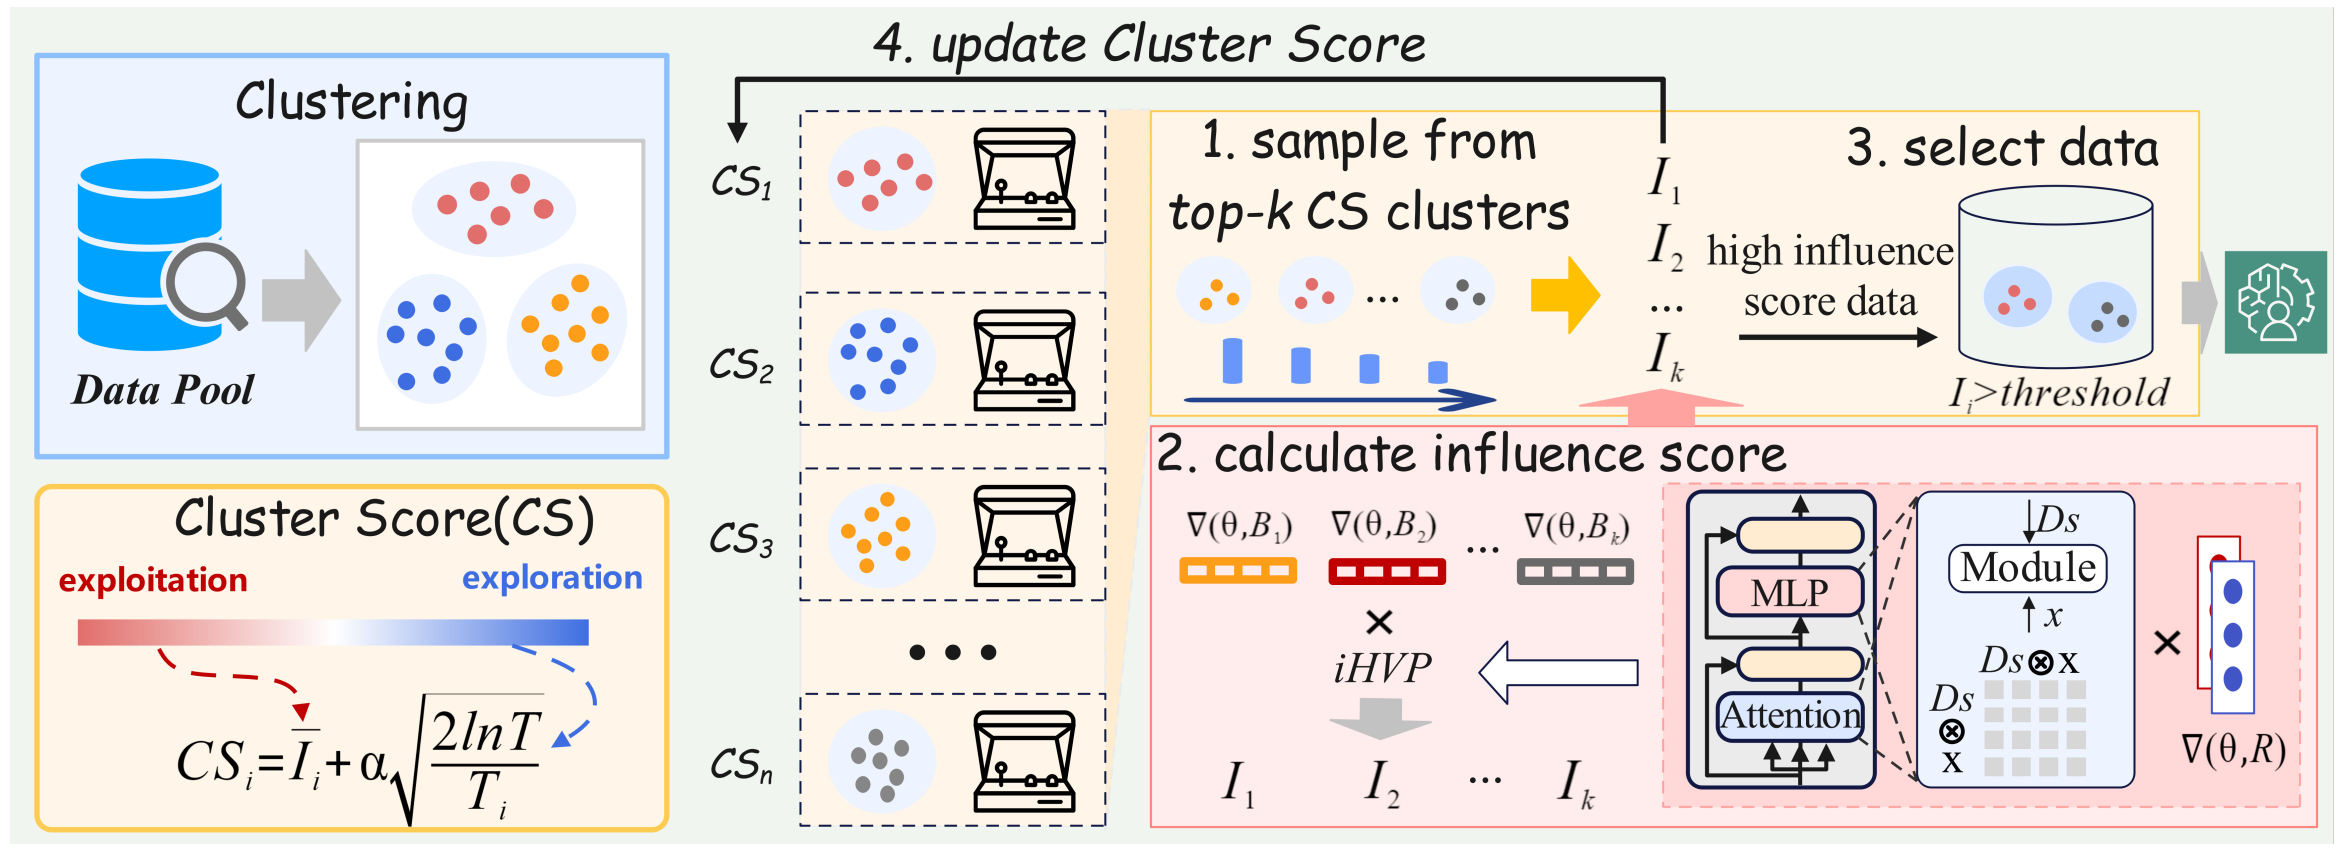 4. update Cluster Score
Clustering
Data Pool
Cluster Score(CS)
exploitation
exploration
CSᵢ=I̅ᵢ+α√(2lnT/Tᵢ)
CS₁
CS₂
CS₃
...
CSₙ
1. sample from
top-k CS clusters
...
I₁
I₂
...
Iₖ
high influence
score data
3. select data
Iᵢ>threshold
2. calculate influence score
∇(θ,B₁)
∇(θ,B₂)
...
∇(θ,Bₖ)
×
iHVP
I₁
I₂
...
Iₖ
MLP
Attention
Ds
Module
x
Ds⊗x
Ds
⊗
x
×
∇(θ,R)